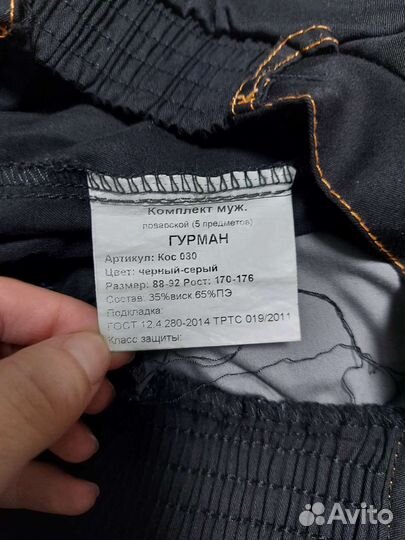 Комплект муж.
поварской (5 предметов)
ГУРМАН
Артикул: Кос 030
Цвет: черный-серый
Размер: 88-92 Рост: 170-176
Состав: 35%виск.65%ПЭ
Подкладка:
ГОСТ 12.4.280-2014 ТРТС 019/2011
Класс защиты:
Avito